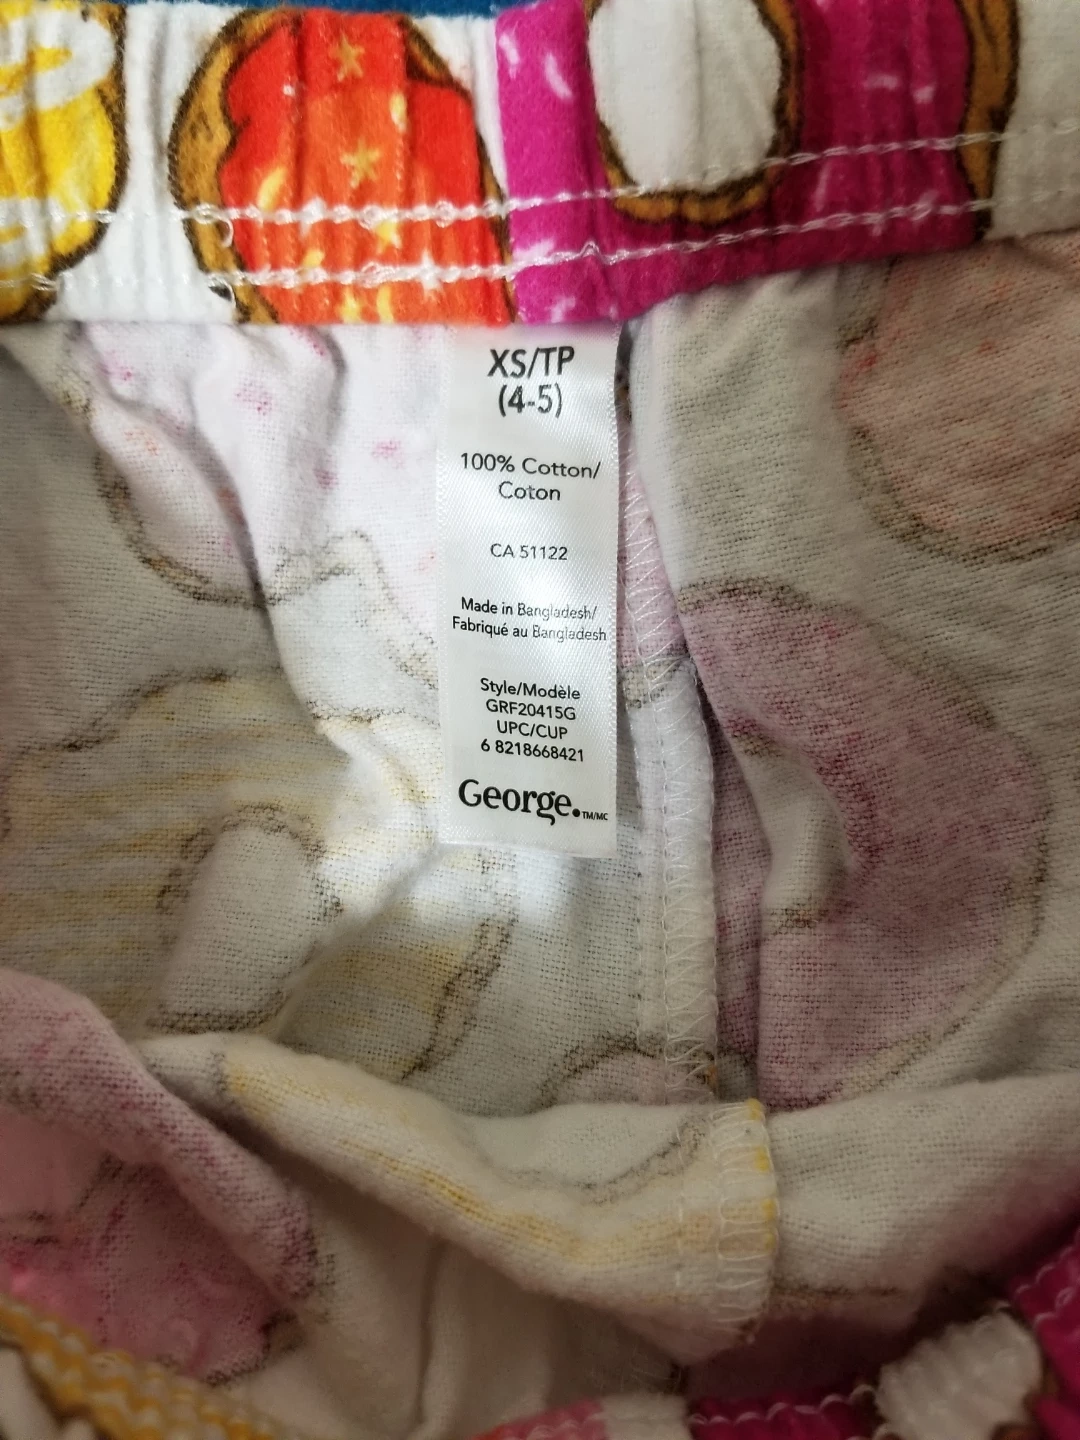 XS/TP
(4-5)
100% Cotton/
Coton
CA 51122
Made in Bangladesh/
Fabriqué au Bangladesh
Style/Modèle
GRF20415G
UPC/CUP
6 8218668421
George.TM/MC